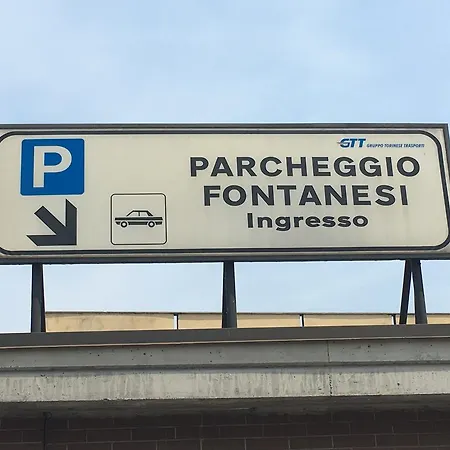 P
GTT GRUPPO TORINESE TRASPORTI
PARCHEGGIO
FONTANESI
Ingresso